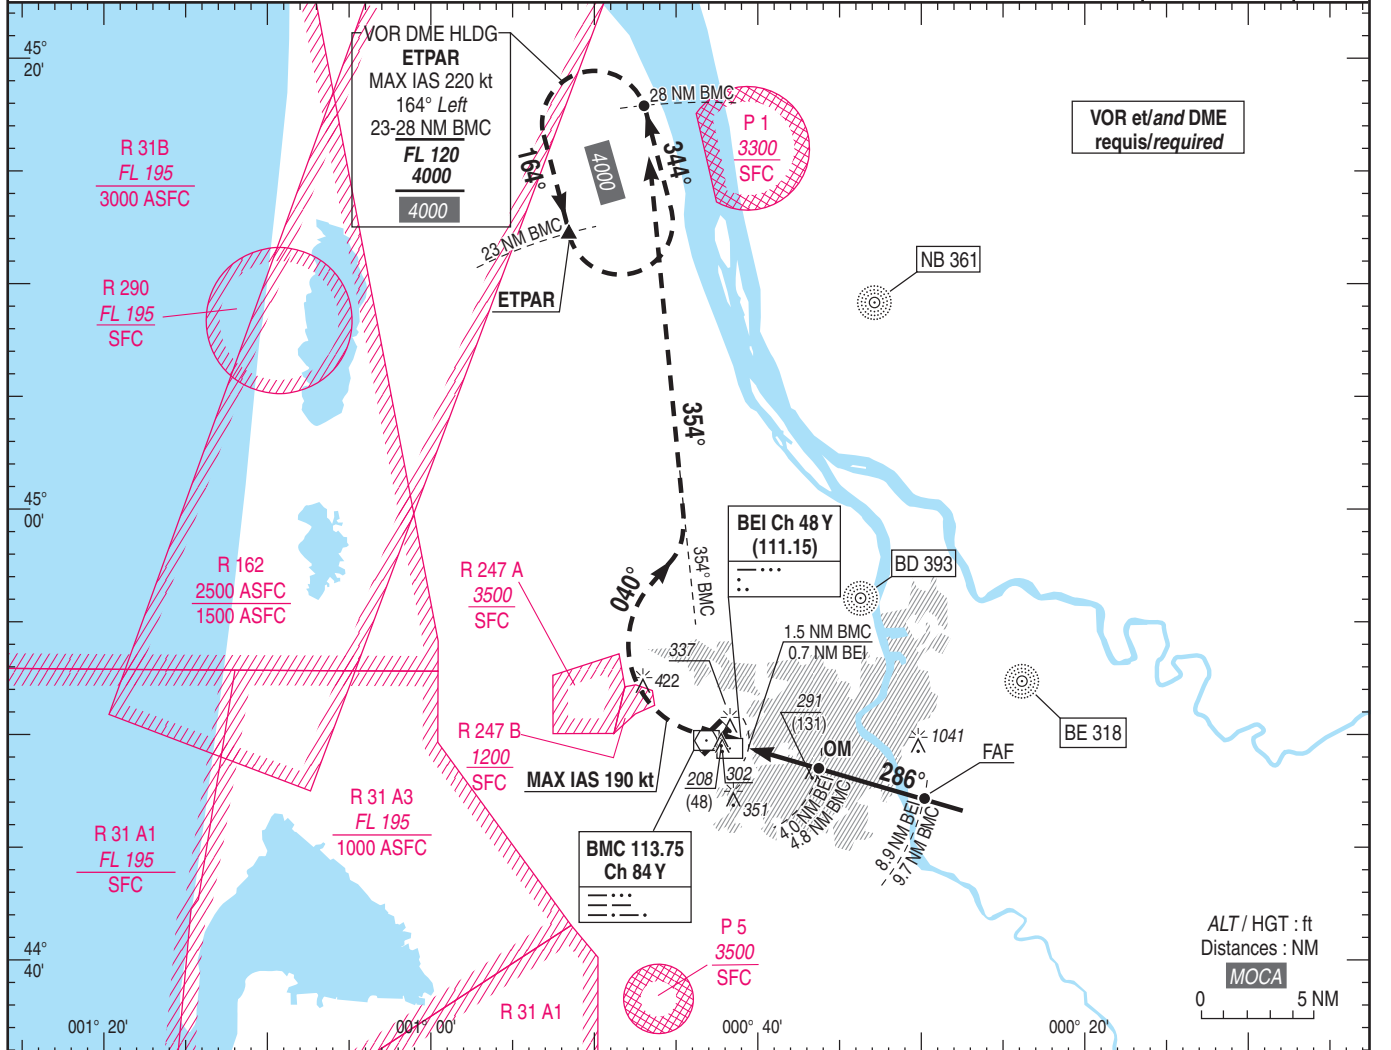 45°
20'
VOR DME HLDG
ETPAR
MAX IAS 220 kt
164° Left
23-28 NM BMC
FL 120
4000
4000
28 NM BMC
P 1
3300
SFC
VOR et/and DME
requis/required
R 31B
FL 195
3000 ASFC
164°
4000
344°
23 NM BMC
NB 361
R 290
FL 195
SFC
ETPAR
354°
45°
00'
BEI Ch 48 Y
(111.15)
354° BMC
BD 393
R 162
2500 ASFC
1500 ASFC
R 247 A
3500
SFC
040°
1.5 NM BMC
0.7 NM BEI
337
422
291
(131)
BE 318
1041
FAF
R 247 B
1200
SFC
OM
286°
MAX IAS 190 kt
208
(48)
302
351
4.0 NM BEI
4.8 NM BMC
8.9 NM BEI
9.7 NM BMC
R 31 A3
FL 195
1000 ASFC
R 31 A1
FL 195
SFC
BMC 113.75
Ch 84 Y
P 5
3500
SFC
44°
40'
ALT / HGT : ft
Distances : NM
MOCA
0 5 NM
R 31 A1
001° 20'
001° 00'
000° 40'
000° 20'